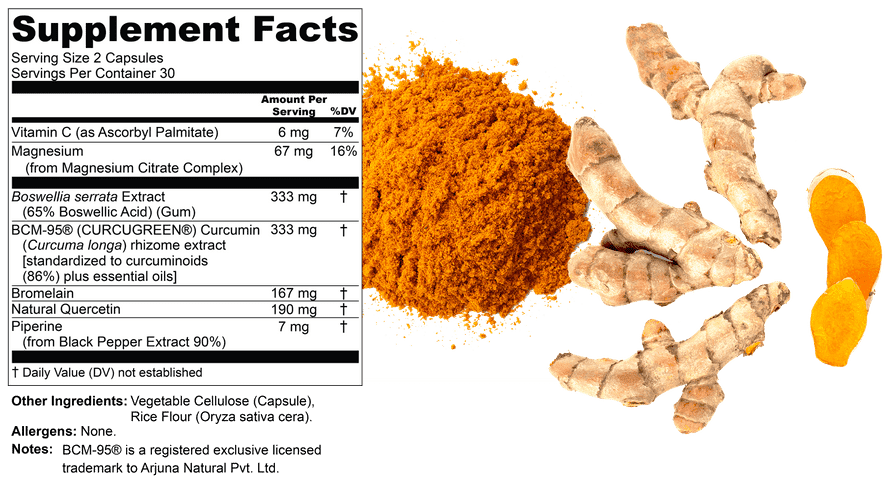 Supplement Facts
Serving Size 2 Capsules
Servings Per Container 30
Amount Per
Serving %DV
Vitamin C (as Ascorbyl Palmitate) 6 mg 7%
Magnesium 67 mg 16%
(from Magnesium Citrate Complex)
Boswellia serrata Extract 333 mg †
(65% Boswellic Acid) (Gum)
BCM-95® (CURCUGREEN®) Curcumin 333 mg †
(Curcuma longa) rhizome extract
[standardized to curcuminoids
(86%) plus essential oils]
Bromelain 167 mg †
Natural Quercetin 190 mg †
Piperine 7 mg †
(from Black Pepper Extract 90%)
† Daily Value (DV) not established
Other Ingredients: Vegetable Cellulose (Capsule),
Rice Flour (Oryza sativa cera).
Allergens: None.
Notes: BCM-95® is a registered exclusive licensed
trademark to Arjuna Natural Pvt. Ltd.